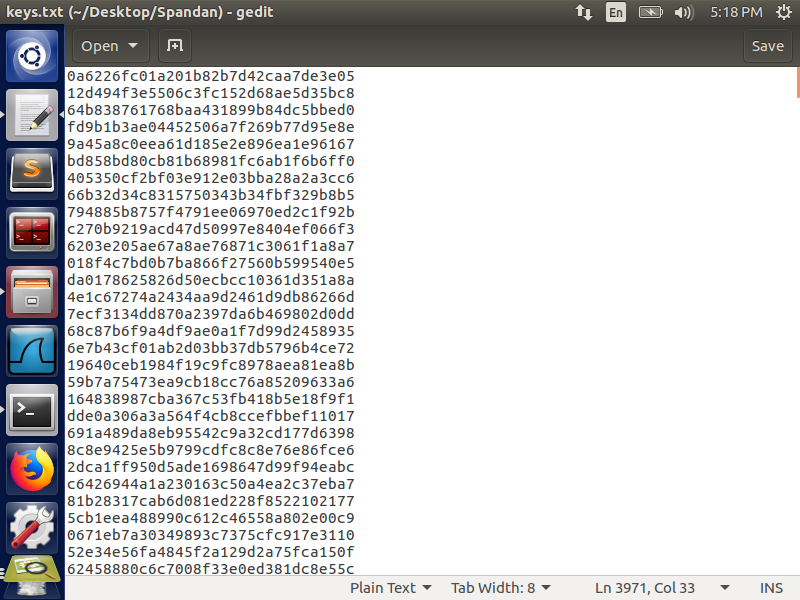 keys.txt (~/Desktop/Spandan) - gedit
En
5:18 PM
Open
Save
0a6226fc01a201b82b7d42caa7de3e05
12d494f3e5506c3fc152d68ae5d35bc8
64b838761768baa431899b84dc5bbed0
fd9b1b3ae04452506a7f269b77d95e8e
9a45a8c0eea61d185e2e896ea1e96167
bd858bd80cb81b68981fc6ab1f6b6ff0
405350cf2bf03e912e03bba28a2a3cc6
66b32d34c8315750343b34fbf329b8b5
794885b8757f4791ee06970ed2c1f92b
c270b9219acd47d50997e8404ef066f3
6203e205ae67a8ae76871c3061f1a8a7
018f4c7bd0b7ba866f27560b599540e5
da0178625826d50ecbcc10361d351a8a
4e1c67274a2434aa9d2461d9db86266d
7ecf3134dd870a2397da6b469802d0dd
68c87b6f9a4df9ae0a1f7d99d2458935
6e7b43cf01ab2d03bb37db5796b4ce72
19640ceb1984f19c9fc8978aea81ea8b
59b7a75473ea9cb18cc76a85209633a6
164838987cba367c53fb418b5e18f9f1
dde0a306a3a564f4cb8ccefbbef11017
691a489da8eb95542c9a32cd177d6398
8c8e9425e5b9799cdfc8c8e76e86fce6
2dca1ff950d5ade1698647d99f94eabc
c6426944a1a230163c50a4ea2c37eba7
81b28317cab6d081ed228f8522102177
5cb1eea488990c612c46558a802e00c9
0671eb7a30349893c7375cfc917e3110
52e34e56fa4845f2a129d2a75fca150f
62458880c6c7008f33e0ed381dc8e55c
Plain Text
Tab Width: 8
Ln 3971, Col 33
INS